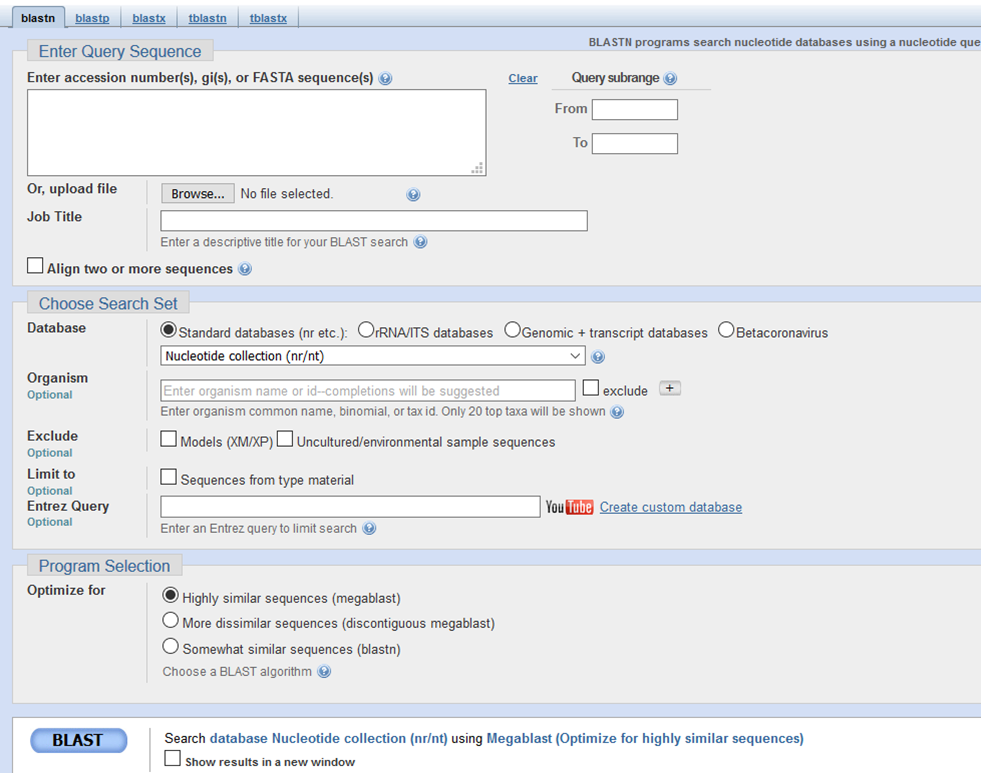 blastn blastp blastx tblastn tblastx
BLASTN programs search nucleotide databases using a nucleotide que
Enter Query Sequence
Enter accession number(s), gi(s), or FASTA sequence(s) Clear Query subrange
From
To
Or, upload file Browse... No file selected.
Job Title
Enter a descriptive title for your BLAST search
Align two or more sequences
Choose Search Set
Database Standard databases (nr etc.): rRNA/ITS databases Genomic + transcript databases Betacoronavirus
Nucleotide collection (nr/nt)
Organism
Optional Enter organism name or id--completions will be suggested exclude +
Enter organism common name, binomial, or tax id. Only 20 top taxa will be shown
Exclude
Optional Models (XM/XP) Uncultured/environmental sample sequences
Limit to
Optional Sequences from type material
Entrez Query
Optional YouTube Create custom database
Enter an Entrez query to limit search
Program Selection
Optimize for
Highly similar sequences (megablast)
More dissimilar sequences (discontiguous megablast)
Somewhat similar sequences (blastn)
Choose a BLAST algorithm
BLAST Search database Nucleotide collection (nr/nt) using Megablast (Optimize for highly similar sequences)
Show results in a new window